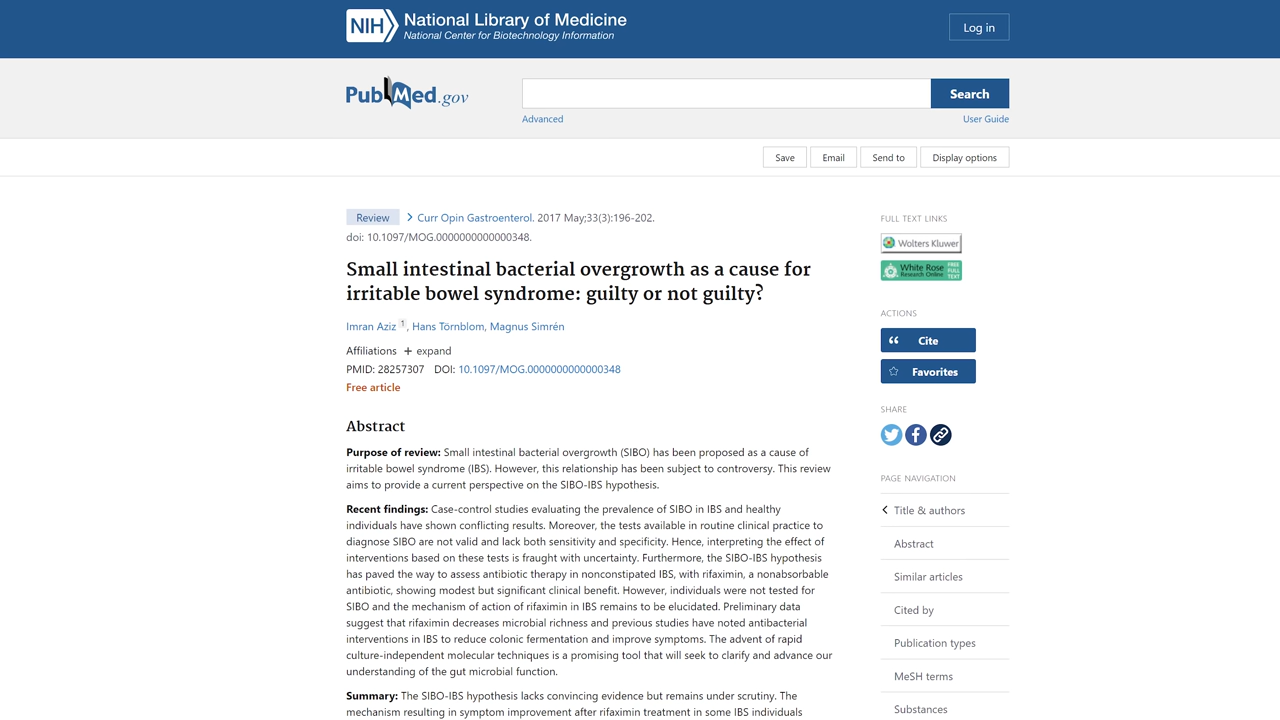 NIH National Library of Medicine
National Center for Biotechnology Information
Log in
PubMed.gov
Search
Advanced
User Guide
Save
Email
Send to
Display options
Review
Curr Opin Gastroenterol. 2017 May;33(3):196-202.
doi: 10.1097/MOG.0000000000000348.
Small intestinal bacterial overgrowth as a cause for
irritable bowel syndrome: guilty or not guilty?
Imran Aziz 1, Hans Törnblom, Magnus Simrén
Affiliations + expand
PMID: 28257307 DOI: 10.1097/MOG.0000000000000348
Free article
Abstract
Purpose of review: Small intestinal bacterial overgrowth (SIBO) has been proposed as a cause of
irritable bowel syndrome (IBS). However, this relationship has been subject to controversy. This review
aims to provide a current perspective on the SIBO-IBS hypothesis.
Recent findings: Case-control studies evaluating the prevalence of SIBO in IBS and healthy
individuals have shown conflicting results. Moreover, the tests available in routine clinical practice to
diagnose SIBO are not valid and lack both sensitivity and specificity. Hence, interpreting the effect of
interventions based on these tests is fraught with uncertainty. Furthermore, the SIBO-IBS hypothesis
has paved the way to assess antibiotic therapy in nonconstipated IBS, with rifaximin, a nonabsorbable
antibiotic, showing modest but significant clinical benefit. However, individuals were not tested for
SIBO and the mechanism of action of rifaximin in IBS remains to be elucidated. Preliminary data
suggest that rifaximin decreases microbial richness and previous studies have noted antibacterial
interventions in IBS to reduce colonic fermentation and improve symptoms. The advent of rapid
culture-independent molecular techniques is a promising tool that will seek to clarify and advance our
understanding of the gut microbial function.
Summary: The SIBO-IBS hypothesis lacks convincing evidence but remains under scrutiny. The
mechanism resulting in symptom improvement after rifaximin treatment in some IBS individuals
FULL TEXT LINKS
Wolters Kluwer
White Rose
Research Online
FREE
FULL
TEXT
ACTIONS
Cite
Favorites
SHARE
PAGE NAVIGATION
Title & authors
Abstract
Similar articles
Cited by
Publication types
MeSH terms
Substances